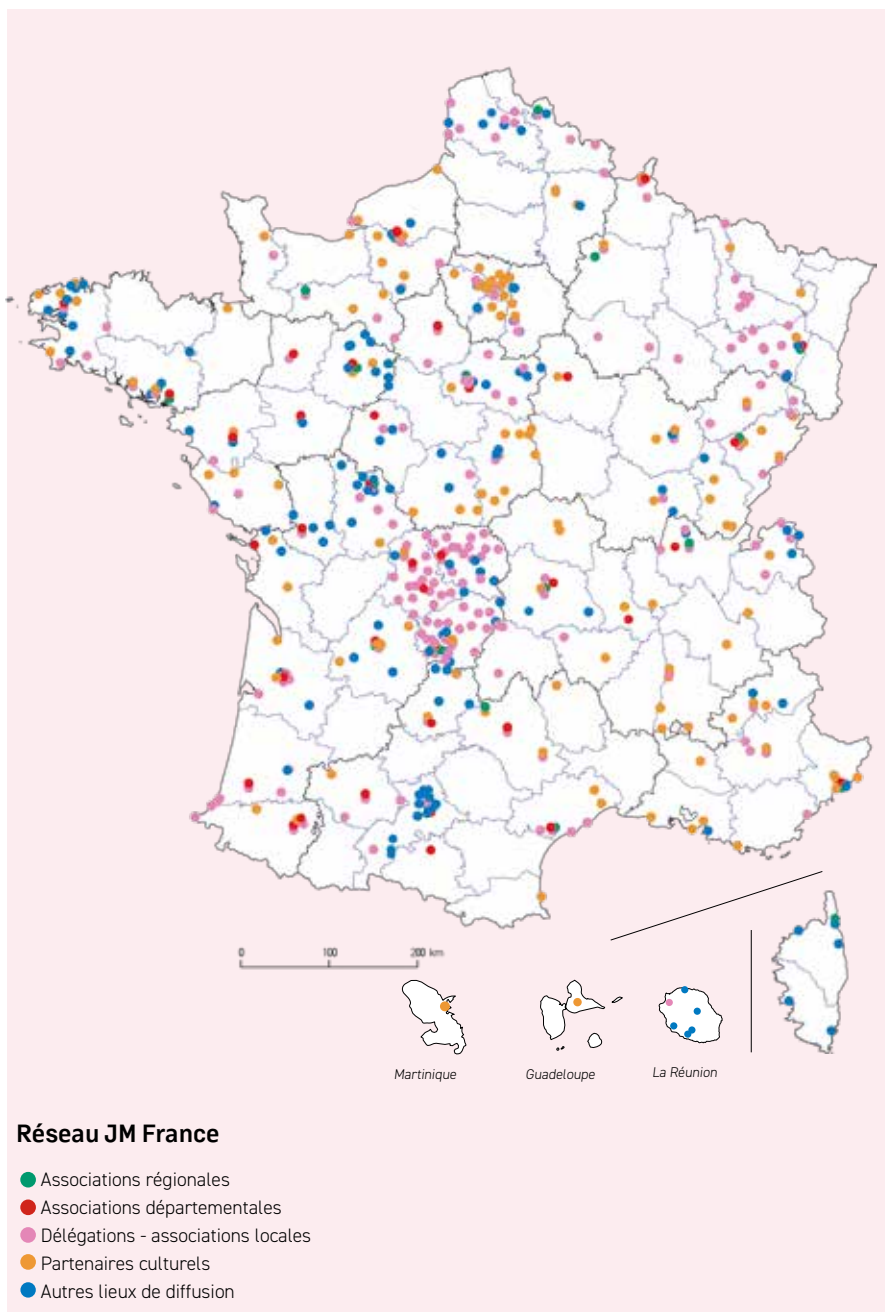 0 100 200 km
Martinique
Guadeloupe
La Réunion
Réseau JM France
Associations régionales
Associations départementales
Délégations - associations locales
Partenaires culturels
Autres lieux de diffusion